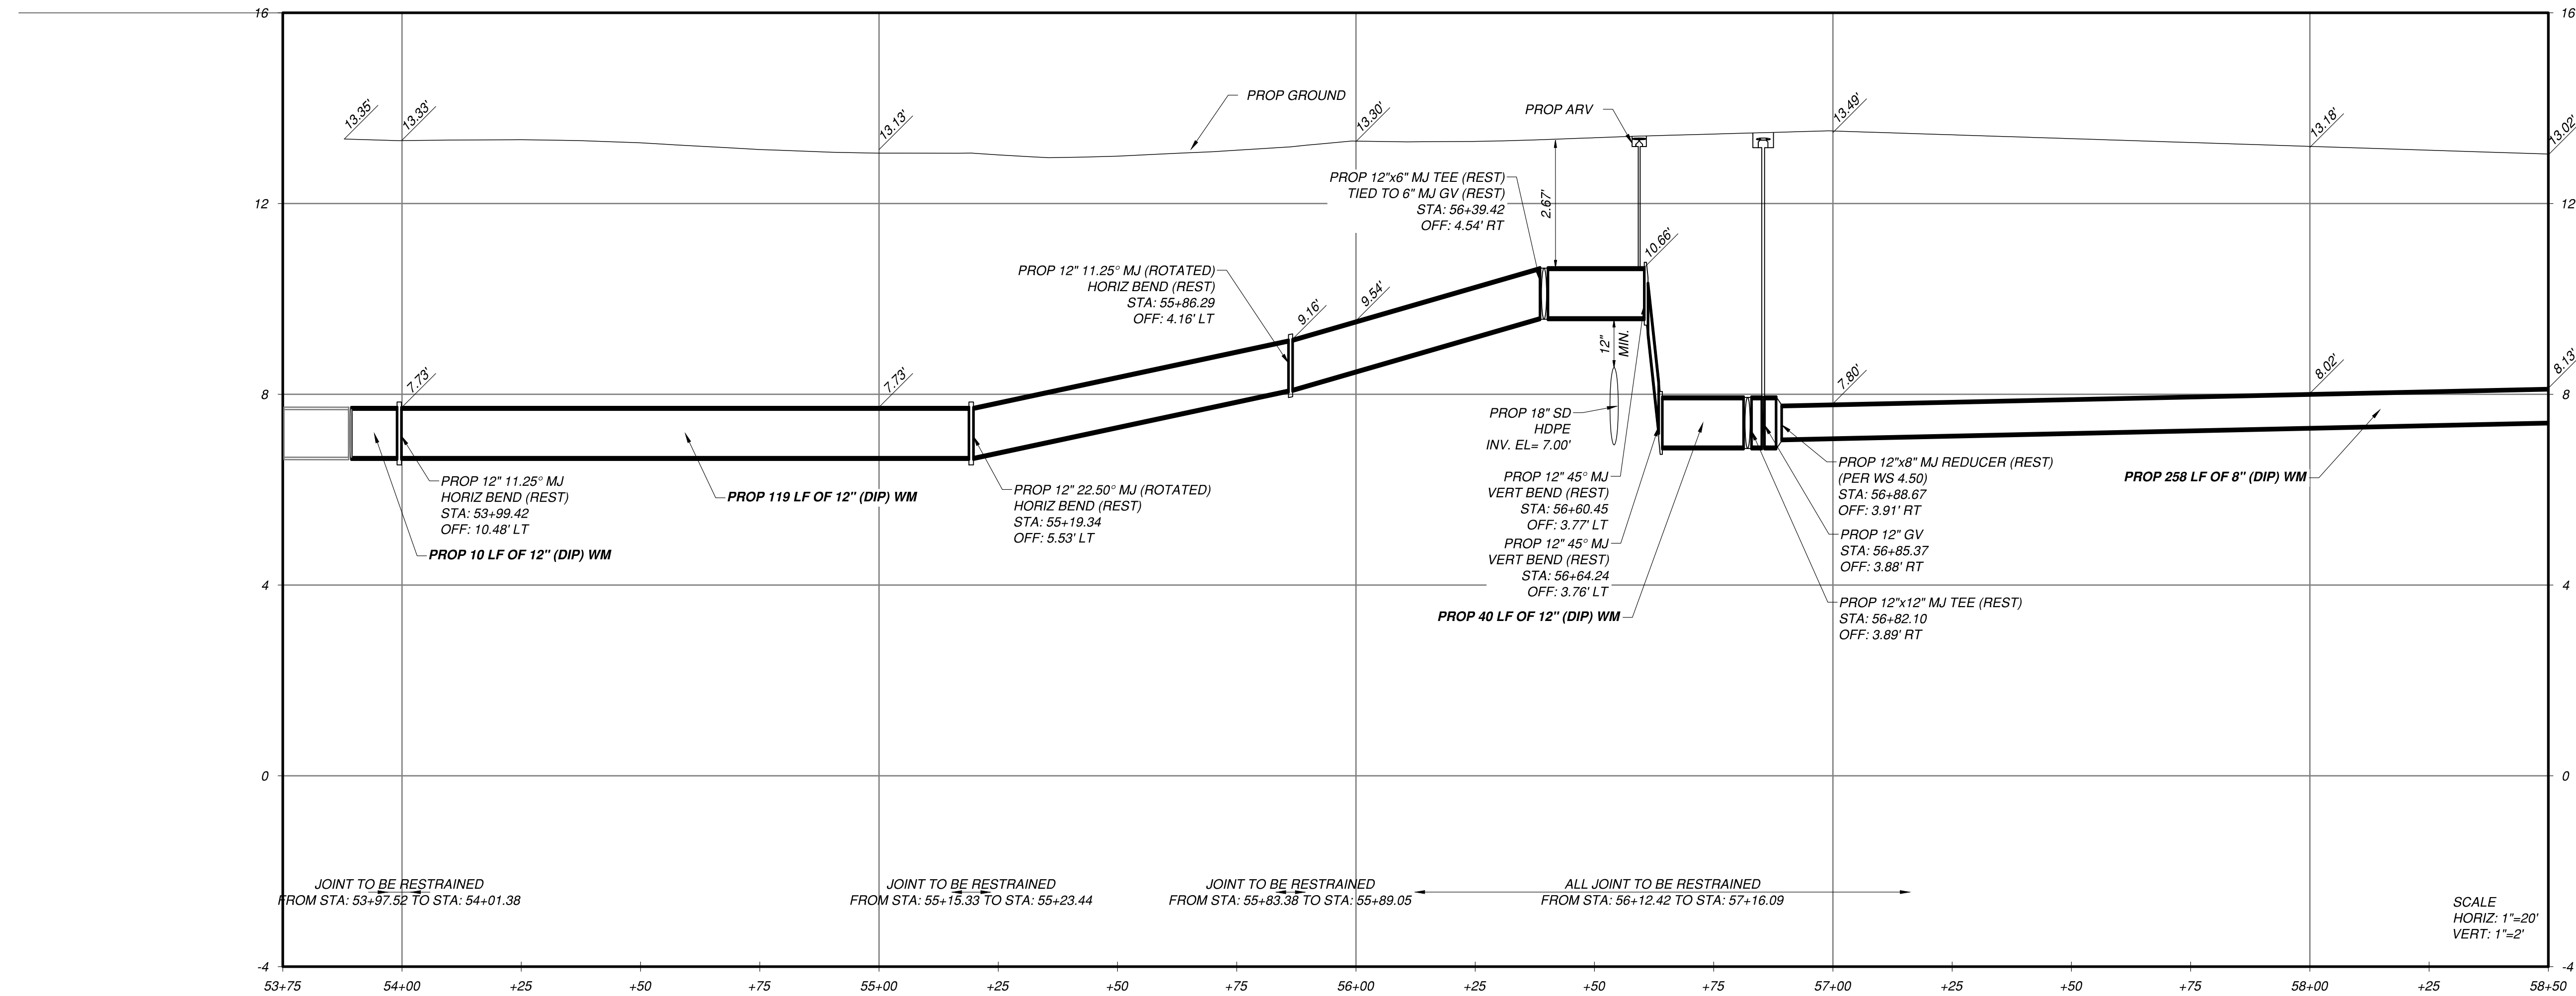 16
16
13.35'
13.33'
13.13'
PROP GROUND
13.30'
PROP ARV
13.49'
13.18'
13.02'
12
12
PROP 12"x6" MJ TEE (REST)
TIED TO 6" MJ GV (REST)
STA: 56+39.42
OFF: 4.54' RT
2.67'
10.66'
PROP 12" 11.25° MJ (ROTATED)
HORIZ BEND (REST)
STA: 55+86.29
OFF: 4.16' LT
9.16'
9.54'
12"
MIN.
8
8
7.73'
7.73'
7.80'
8.02'
8.13'
PROP 18" SD
HDPE
INV. EL= 7.00'
PROP 12" 11.25° MJ
HORIZ BEND (REST)
STA: 53+99.42
OFF: 10.48' LT
PROP 10 LF OF 12" (DIP) WM
PROP 119 LF OF 12" (DIP) WM
PROP 12" 22.50° MJ (ROTATED)
HORIZ BEND (REST)
STA: 55+19.34
OFF: 5.53' LT
PROP 12" 45° MJ
VERT BEND (REST)
STA: 56+60.45
OFF: 3.77' LT
PROP 12" 45° MJ
VERT BEND (REST)
STA: 56+64.24
OFF: 3.76' LT
PROP 40 LF OF 12" (DIP) WM
PROP 12"x8" MJ REDUCER (REST)
(PER WS 4.50)
STA: 56+88.67
OFF: 3.91' RT
PROP 12" GV
STA: 56+85.37
OFF: 3.88' RT
PROP 12"x12" MJ TEE (REST)
STA: 56+82.10
OFF: 3.89' RT
PROP 258 LF OF 8" (DIP) WM
4
4
0
0
JOINT TO BE RESTRAINED
FROM STA: 53+97.52 TO STA: 54+01.38
JOINT TO BE RESTRAINED
FROM STA: 55+15.33 TO STA: 55+23.44
JOINT TO BE RESTRAINED
FROM STA: 55+83.38 TO STA: 55+89.05
ALL JOINT TO BE RESTRAINED
FROM STA: 56+12.42 TO STA: 57+16.09
SCALE
HORIZ: 1"=20'
VERT: 1"=2'
-4
-4
53+75
54+00
+25
+50
+75
55+00
+25
+50
+75
56+00
+25
+50
+75
57+00
+25
+50
+75
58+00
+25
58+50